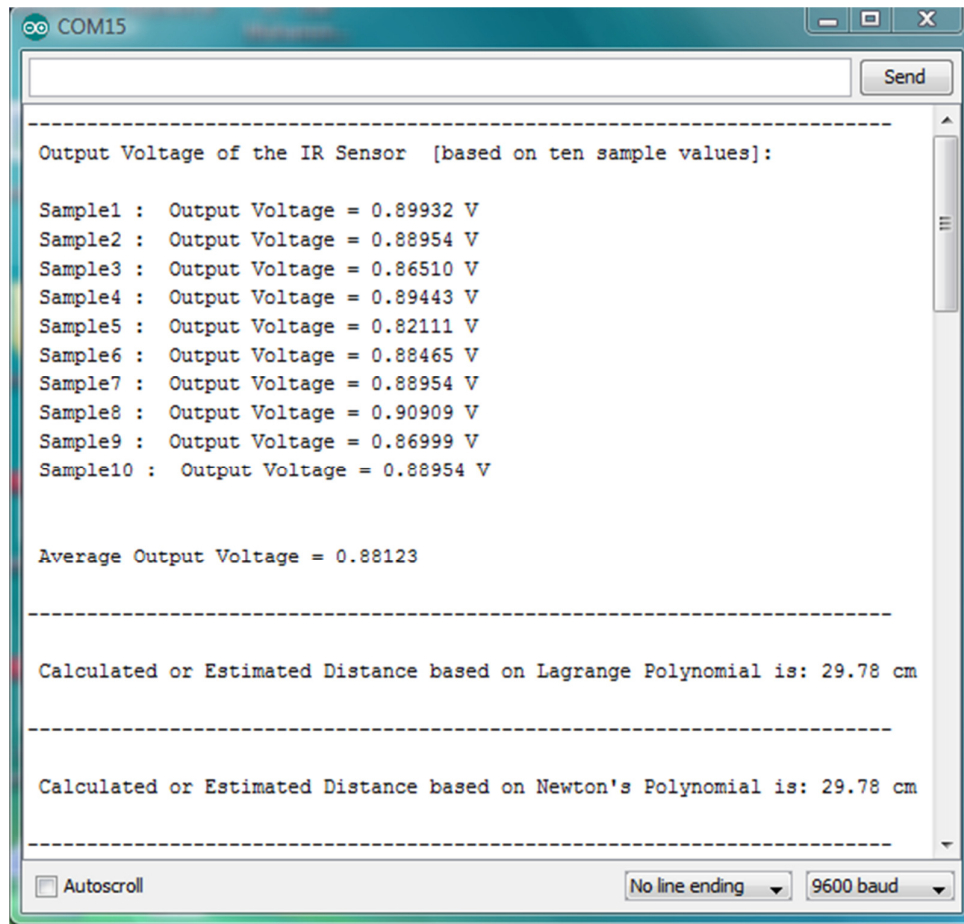 COM15
Send
--------------------------------------------------------------------------
Output Voltage of the IR Sensor [based on ten sample values]:
Sample1 : Output Voltage = 0.89932 V
Sample2 : Output Voltage = 0.88954 V
Sample3 : Output Voltage = 0.86510 V
Sample4 : Output Voltage = 0.89443 V
Sample5 : Output Voltage = 0.82111 V
Sample6 : Output Voltage = 0.88465 V
Sample7 : Output Voltage = 0.88954 V
Sample8 : Output Voltage = 0.90909 V
Sample9 : Output Voltage = 0.86999 V
Sample10 : Output Voltage = 0.88954 V
Average Output Voltage = 0.88123
--------------------------------------------------------------------------
Calculated or Estimated Distance based on Lagrange Polynomial is: 29.78 cm
--------------------------------------------------------------------------
Calculated or Estimated Distance based on Newton's Polynomial is: 29.78 cm
--------------------------------------------------------------------------
Autoscroll
No line ending
9600 baud